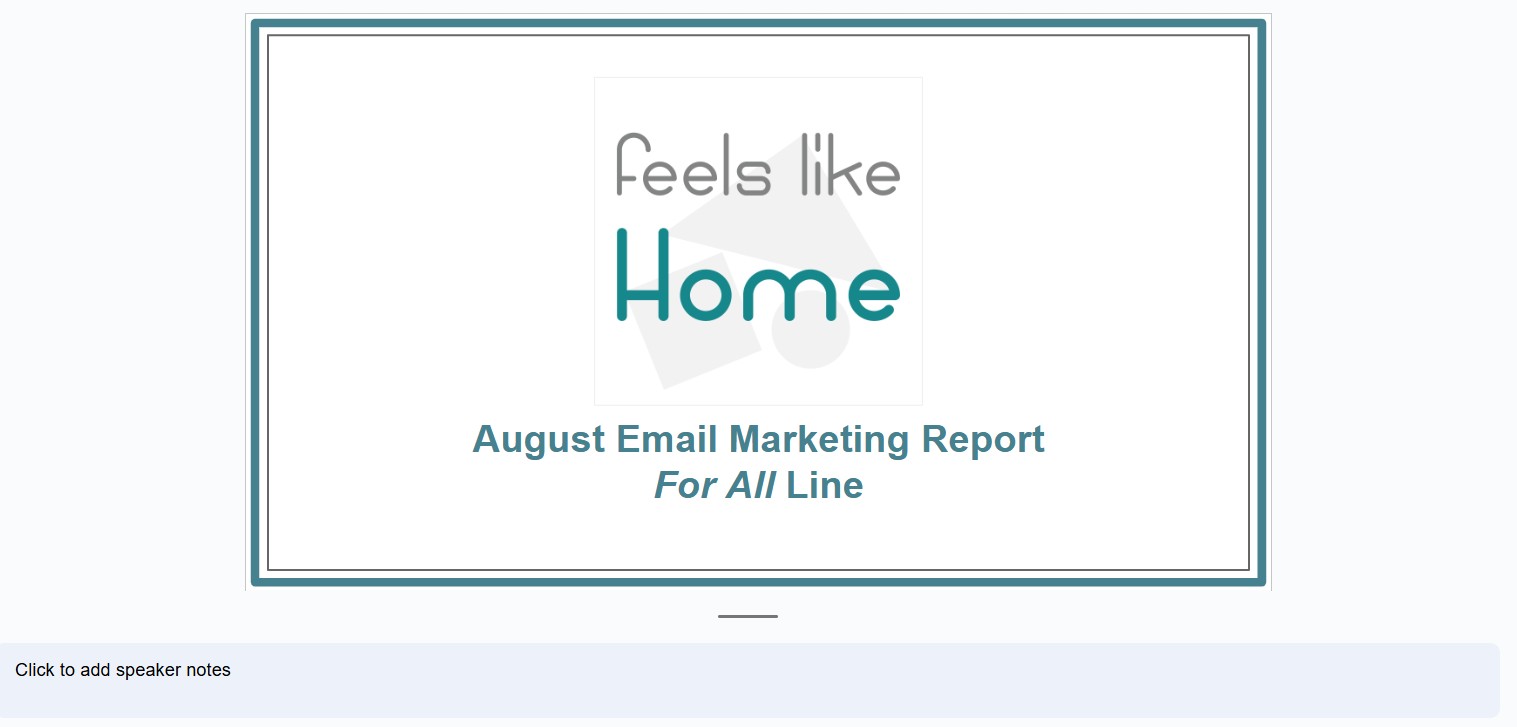 feels like
Home
August Email Marketing Report
For All Line
Click to add speaker notes